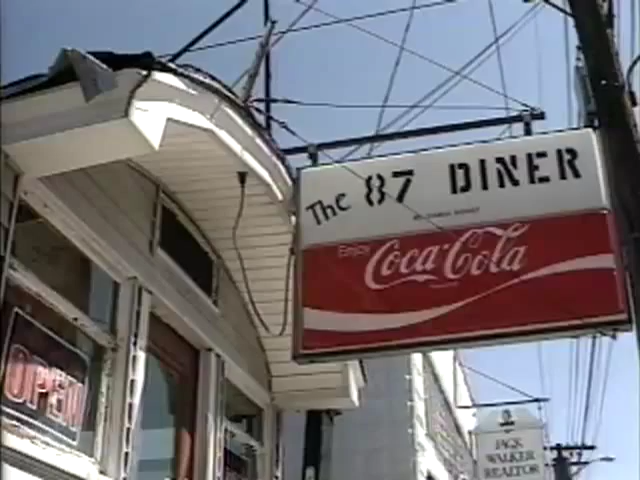 The 87 DINER
Enjoy
Coca-Cola
OPEN
JACK
WALKER
REALTOR